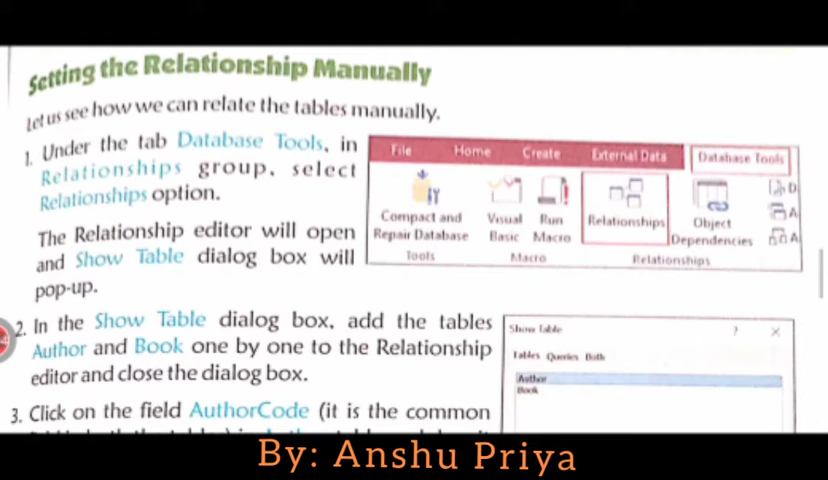 Setting the Relationship Manually
Let us see how we can relate the tables manually.
1. Under the tab Database Tools, in
Relationships group, select
Relationships option.
The Relationship editor will open
and Show Table dialog box will
pop-up.
File Home Create External Data Database Tools
Compact and Repair Database
Visual Basic
Run Macro
Relationships
Object Dependencies
D
A
A
Tools Macro Relationships
2. In the Show Table dialog box, add the tables
Author and Book one by one to the Relationship
editor and close the dialog box.
Show Table ? ×
Tables Queries Both
Author
Book
3. Click on the field AuthorCode (it is the common
By: Anshu Priya